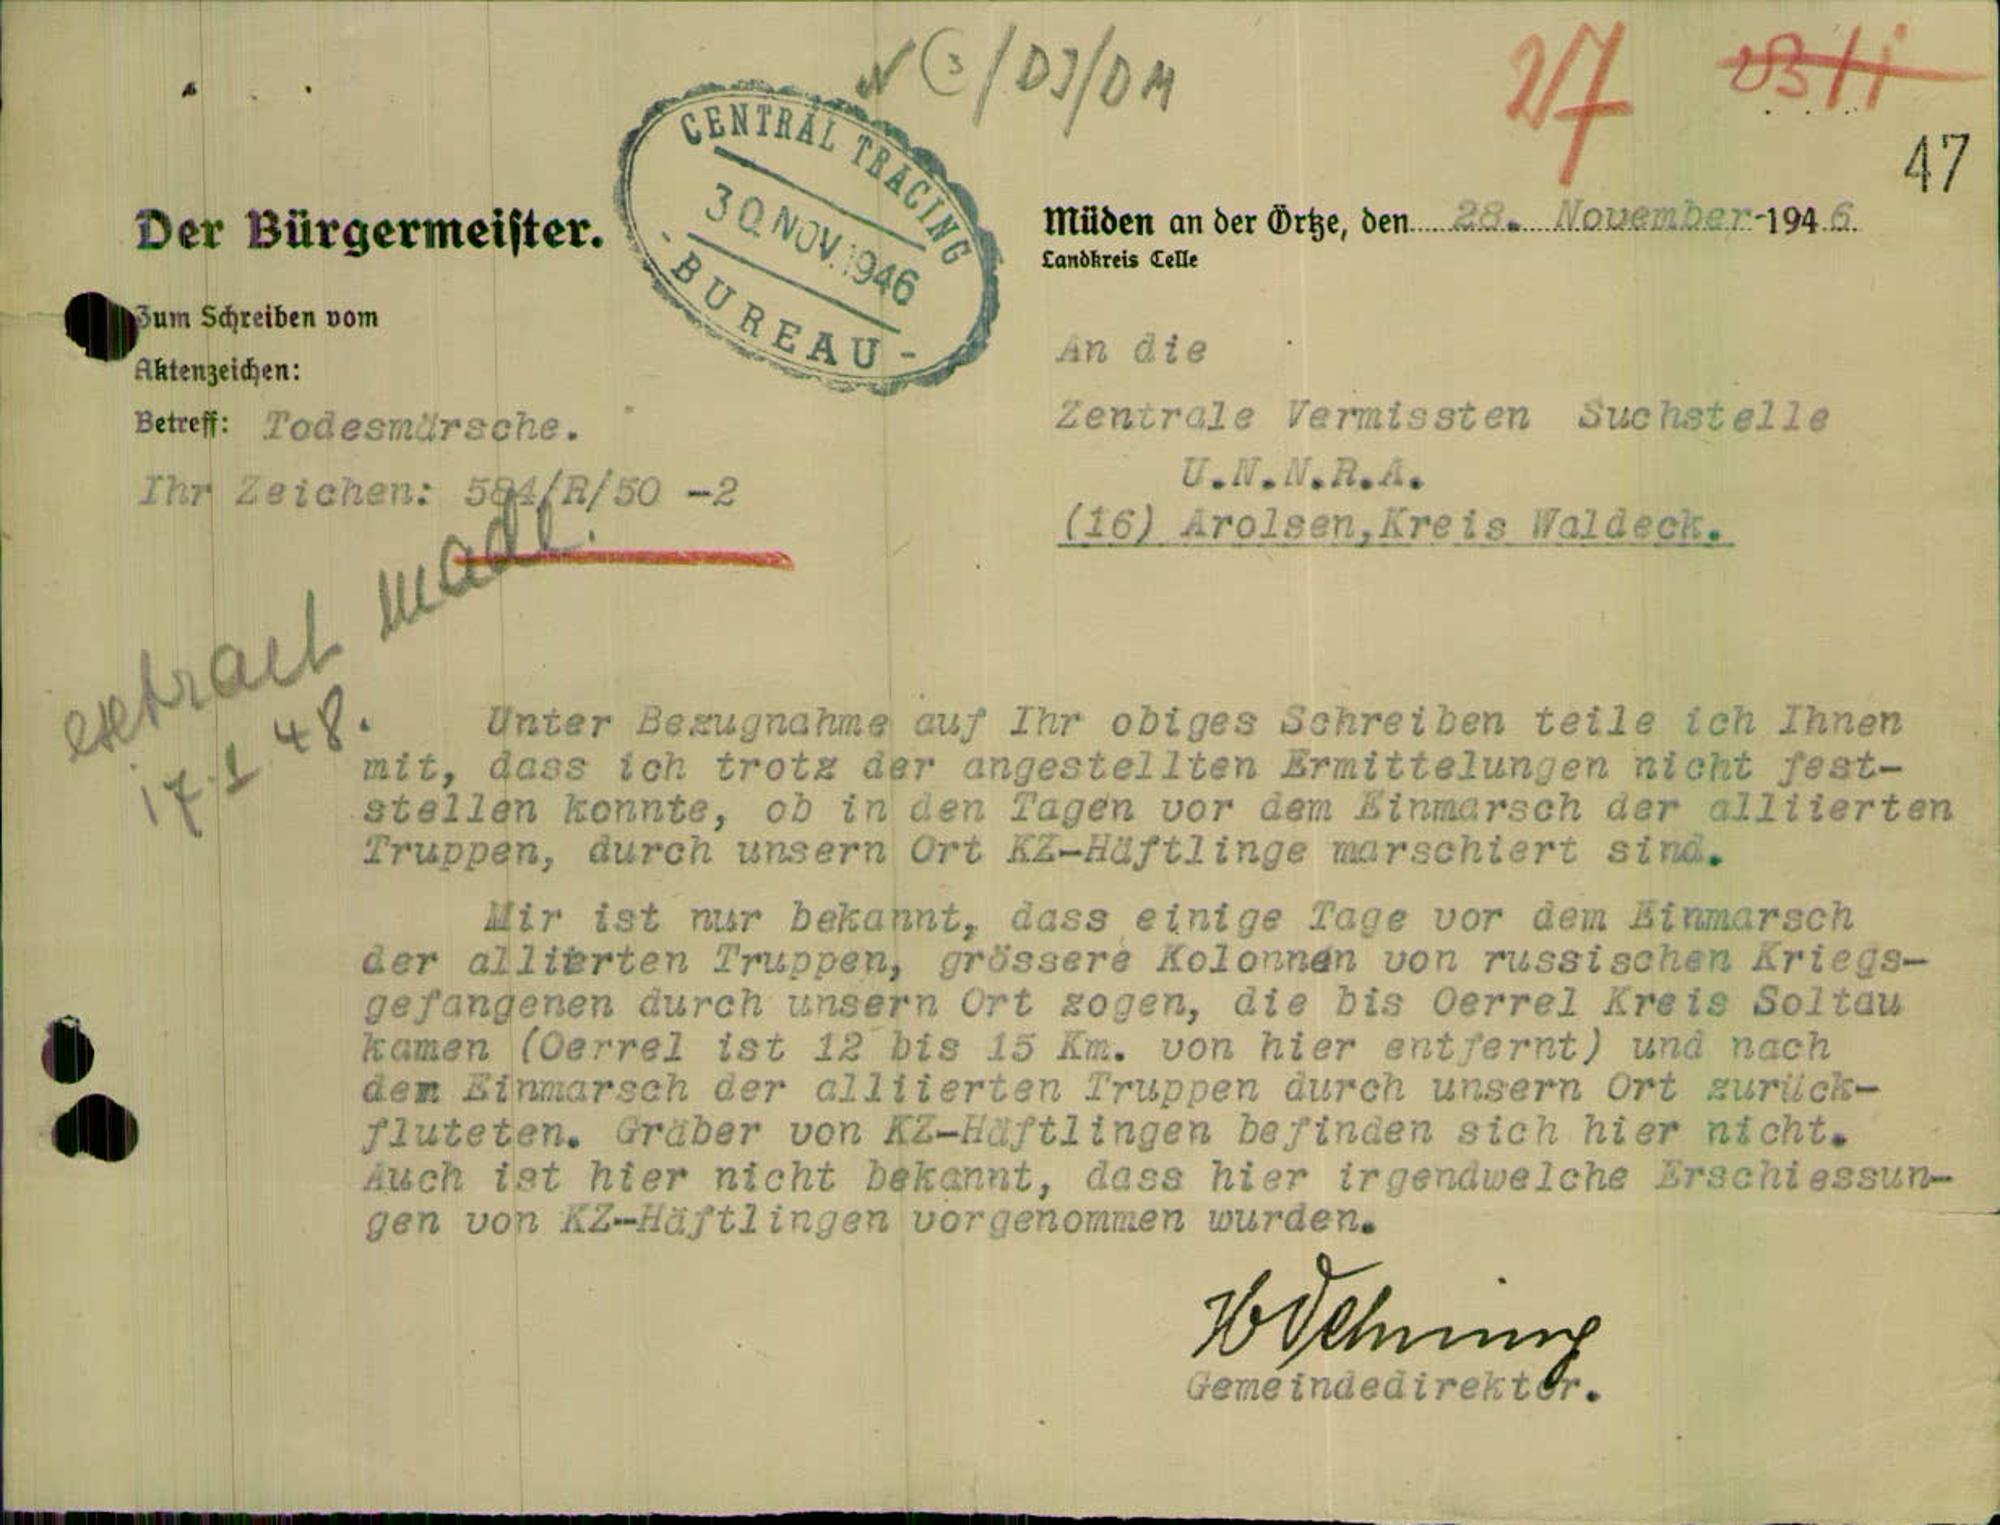 3/DJ/DM
27
23/1
47
CENTRAL TRACING
30 NOV. 1946
- BUREAU -
Der Bürgermeiſter.
Müden an der Örtze, den 28. November-1946.
Landkreis Celle
Zum Schreiben vom
Aktenzeichen:
Betreff: Todesmärsche.
Ihr Zeichen: 584/R/50 -2
An die
Zentrale Vermissten Suchstelle
U.N.N.R.A.
(16) Arolsen,Kreis Waldeck.
extract made.
17.1.48.
Unter Bezugnahme auf Ihr obiges Schreiben teile ich Ihnen
mit, dass ich trotz der angestellten Ermittelungen nicht fest-
stellen konnte, ob in den Tagen vor dem Einmarsch der alliierten
Truppen, durch unsern Ort KZ-Häftlinge marschiert sind.
Mir ist nur bekannt, dass einige Tage vor dem Einmarsch
der allierten Truppen, grössere Kolonnen von russischen Kriegs-
gefangenen durch unsern Ort zogen, die bis Oerrel Kreis Soltau
kamen (Oerrel ist 12 bis 15 Km. von hier entfernt) und nach
dem Einmarsch der alliierten Truppen durch unsern Ort zurück-
fluteten. Gräber von KZ-Häftlingen befinden sich hier nicht.
Auch ist hier nicht bekannt, dass hier irgendwelche Erschiessun-
gen von KZ-Häftlingen vorgenommen wurden.
Gemeindedirektor.